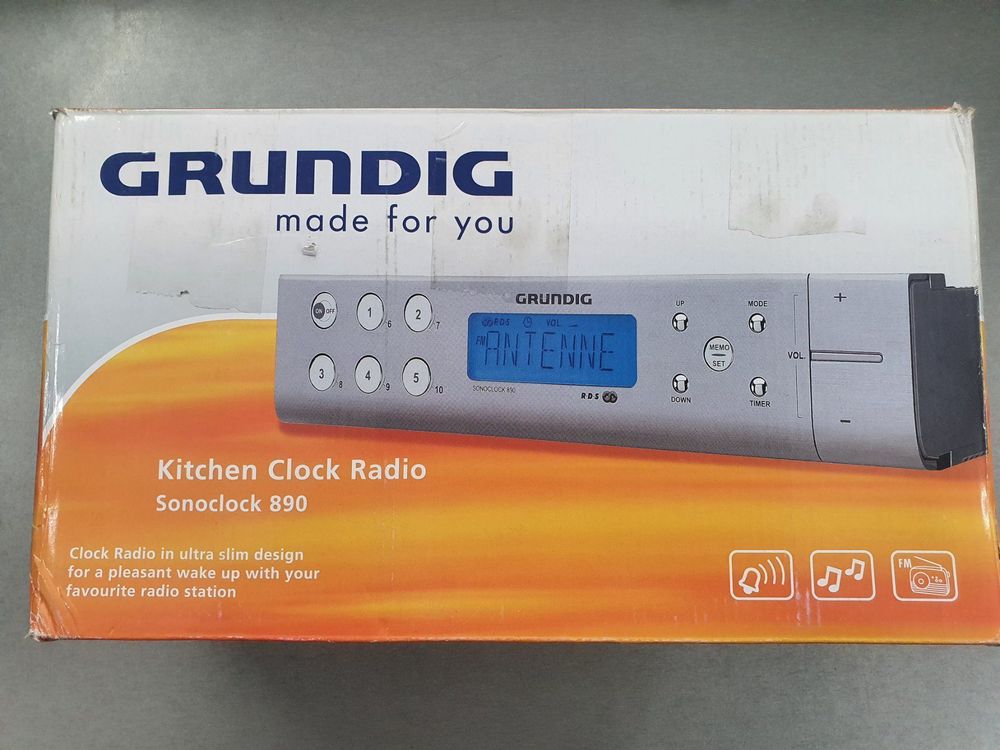 GRUNDIG
made for you
GRUNDIG
ON OFF
1 6
2 7
RDS VOL
FM ANTENNE
UP
MODE
MEMO
SET
VOL.
+
-
3 8
4 9
5 10
SONOCLOCK 890
RDS
DOWN
TIMER
Kitchen Clock Radio
Sonoclock 890
Clock Radio in ultra slim design
for a pleasant wake up with your
favourite radio station
FM